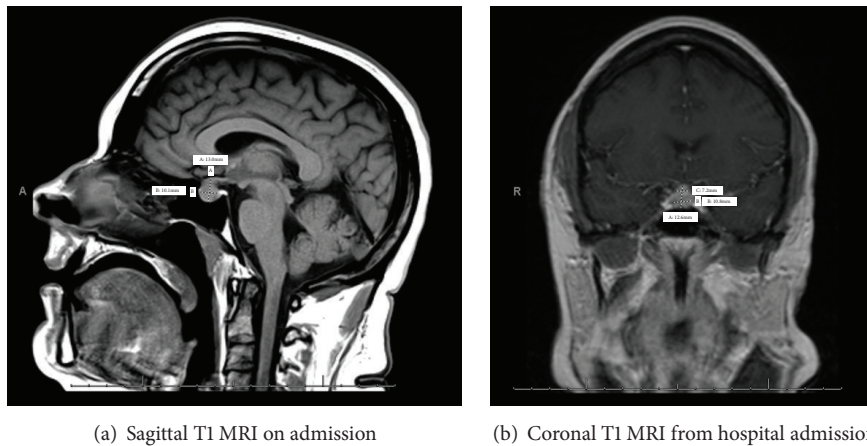 A
A: 13.0mm
A
B: 10.1mm
B
R
C: 7.2mm
B
B: 10.6mm
A: 12.6mm
(a) Sagittal T1 MRI on admission
(b) Coronal T1 MRI from hospital admission